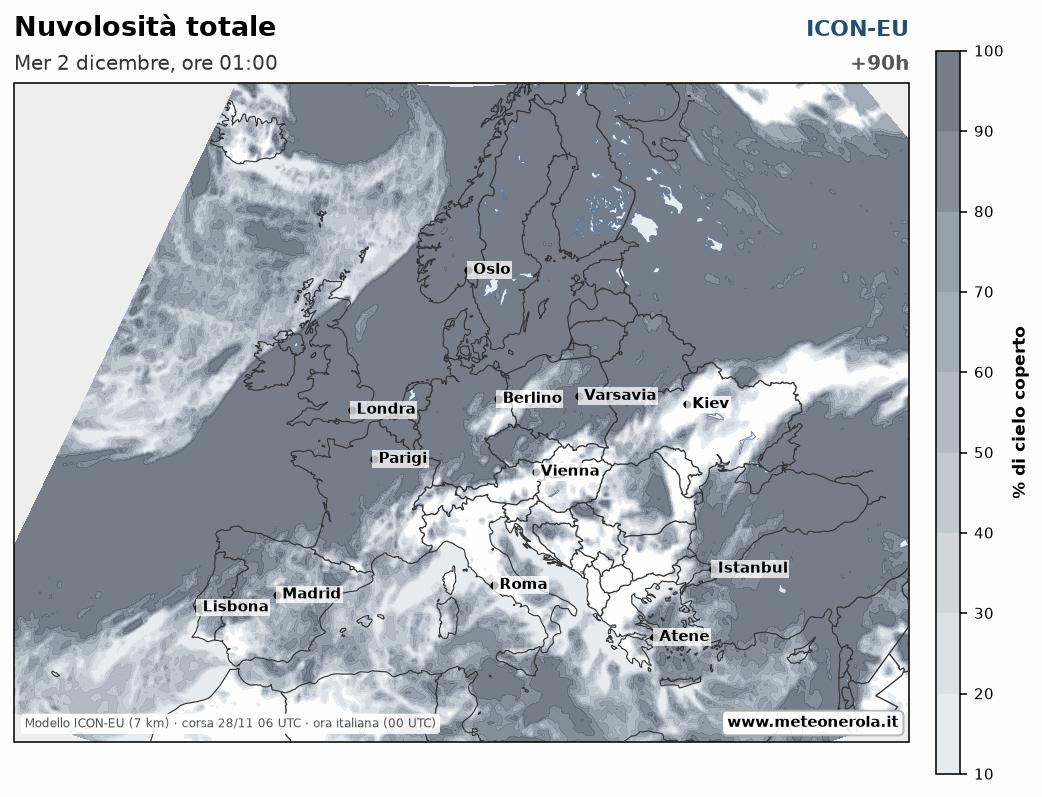 Nuvolosità totale
ICON-EU
Mer 2 dicembre, ore 01:00
+90h
100
90
80
70
60
50
40
30
20
10
% di cielo coperto
Oslo
Berlino
Varsavia
Kiev
Londra
Parigi
Vienna
Istanbul
Roma
Madrid
Lisbona
Atene
Modello ICON-EU (7 km) · corsa 28/11 06 UTC · ora italiana (00 UTC)
www.meteonerola.it